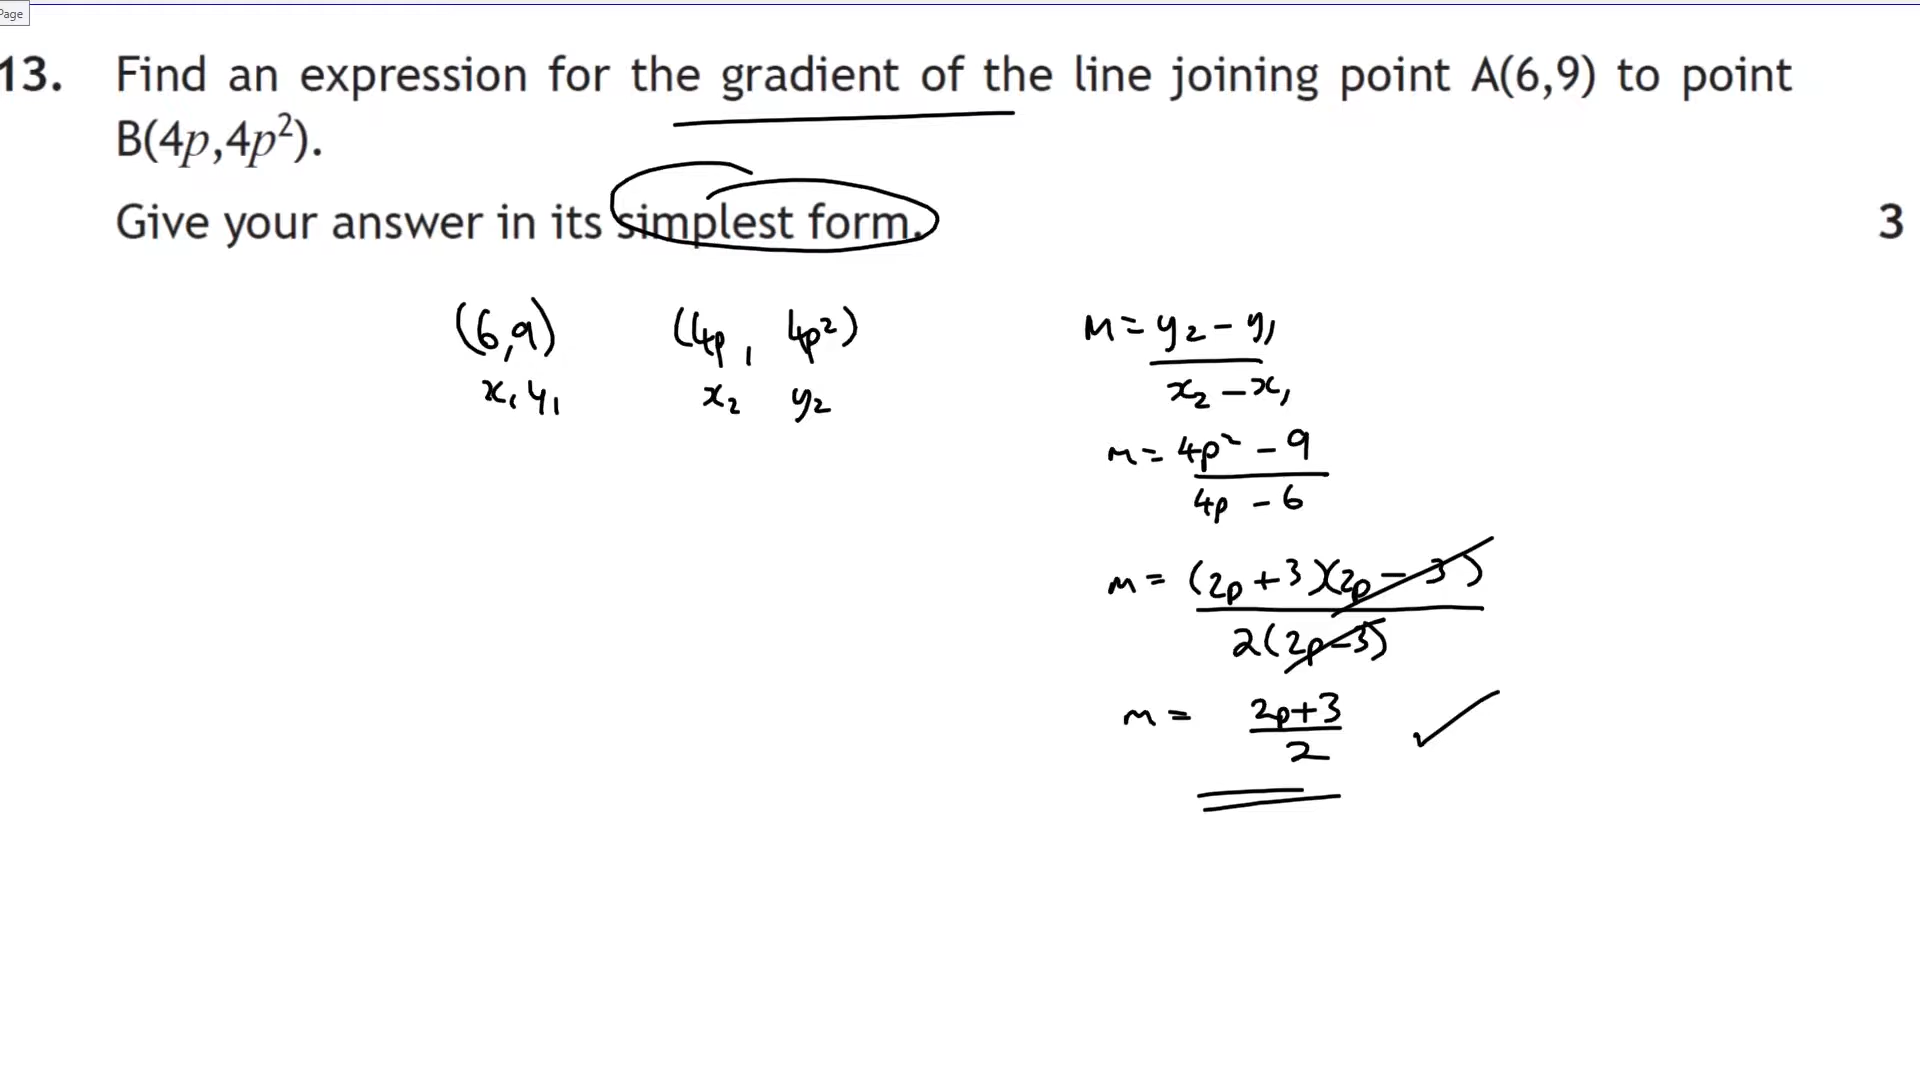 Page
13. Find an expression for the gradient of the line joining point A(6,9) to point
B(4p,4p²).
Give your answer in its simplest form. 3
(6,9) (4p, 4p²)
x₁ y₁ x₂ y₂
m = y₂ - y₁
x₂ - x₁
m = 4p² - 9
4p - 6
m = (2p+3)(2p-3)
2(2p-3)
m = 2p+3
2